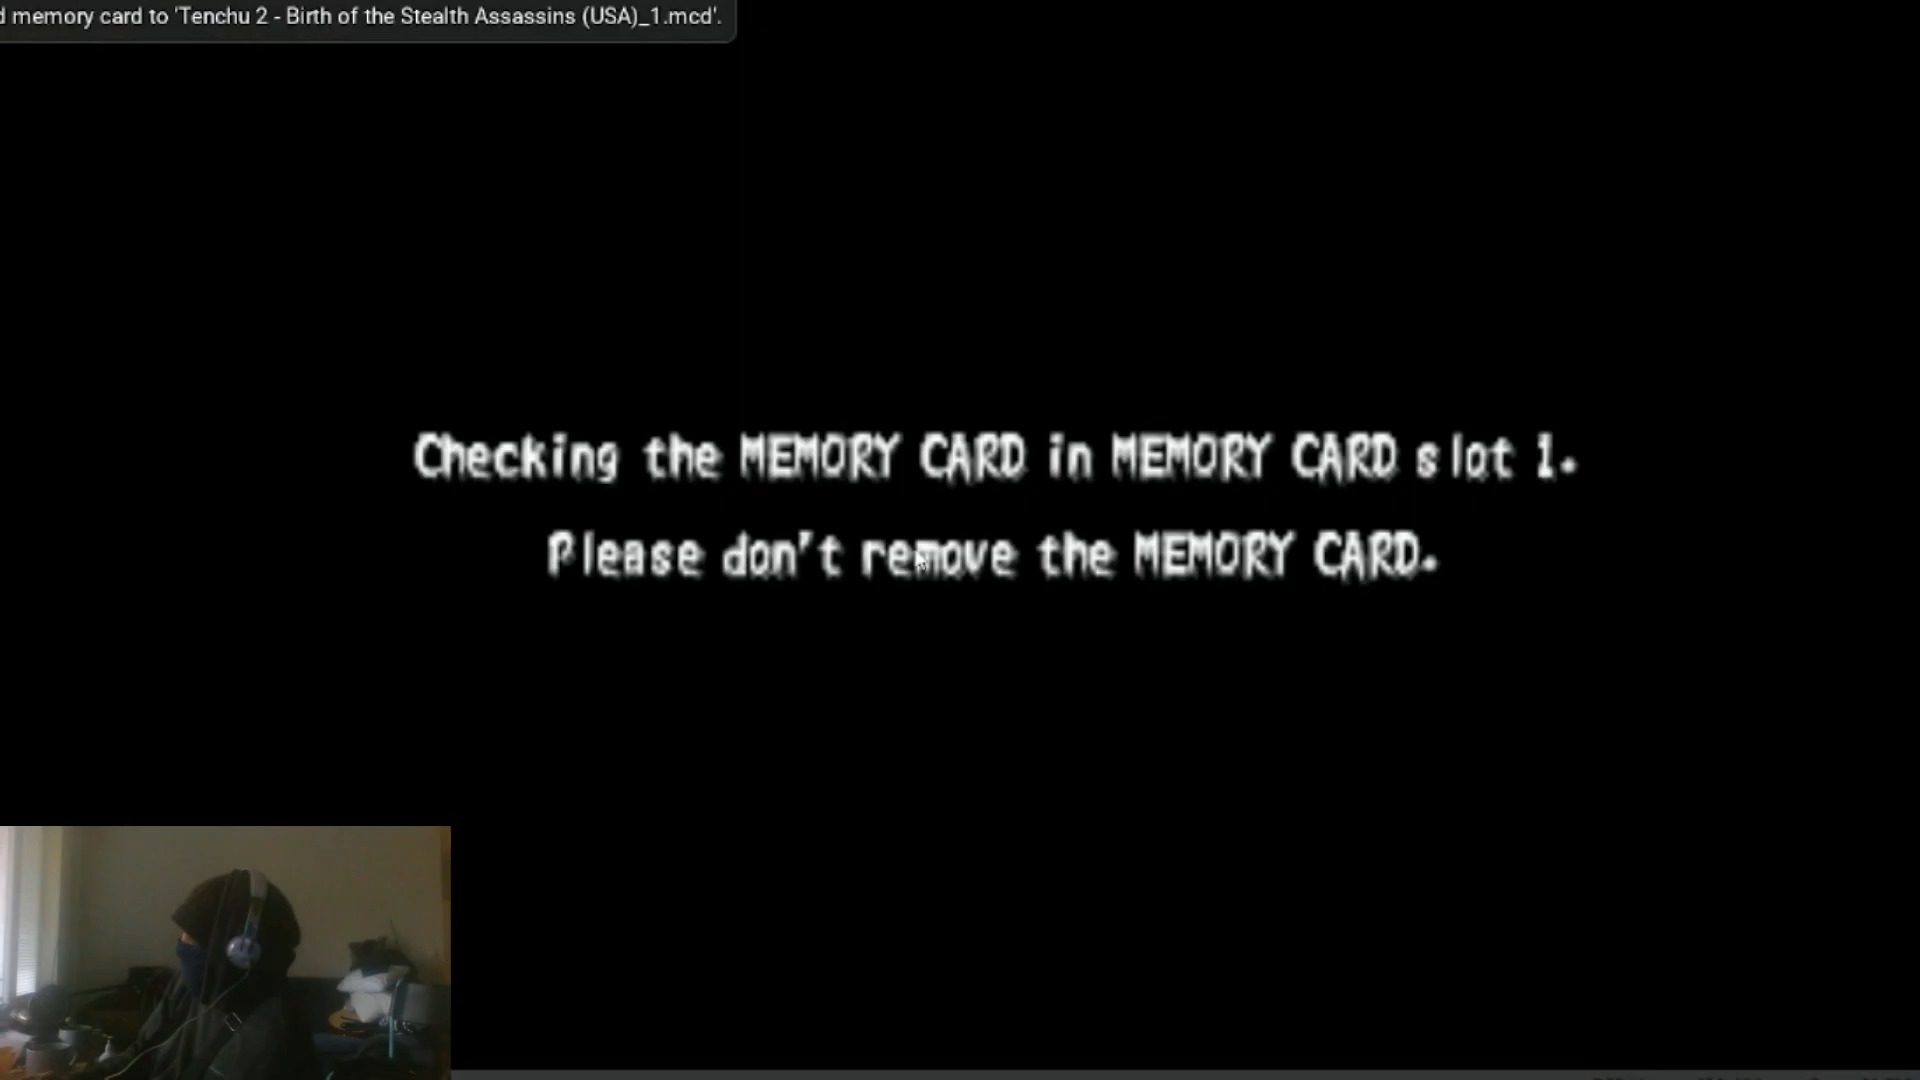 memory card to 'Tenchu 2 - Birth of the Stealth Assassins (USA)_1.mcd'.
Checking the MEMORY CARD in MEMORY CARD slot 1.
Please don't remove the MEMORY CARD.